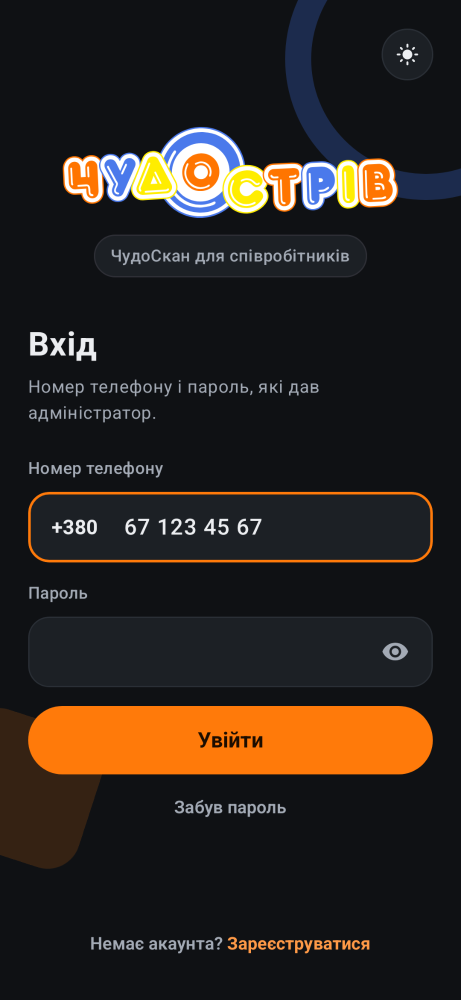 ЧУДОСТРІВ
ЧудоСкан для співробітників
Вхід
Номер телефону і пароль, які дав
адміністратор.
Номер телефону
+380 67 123 45 67
Пароль
Увійти
Забув пароль
Немає акаунта? Зареєструватися